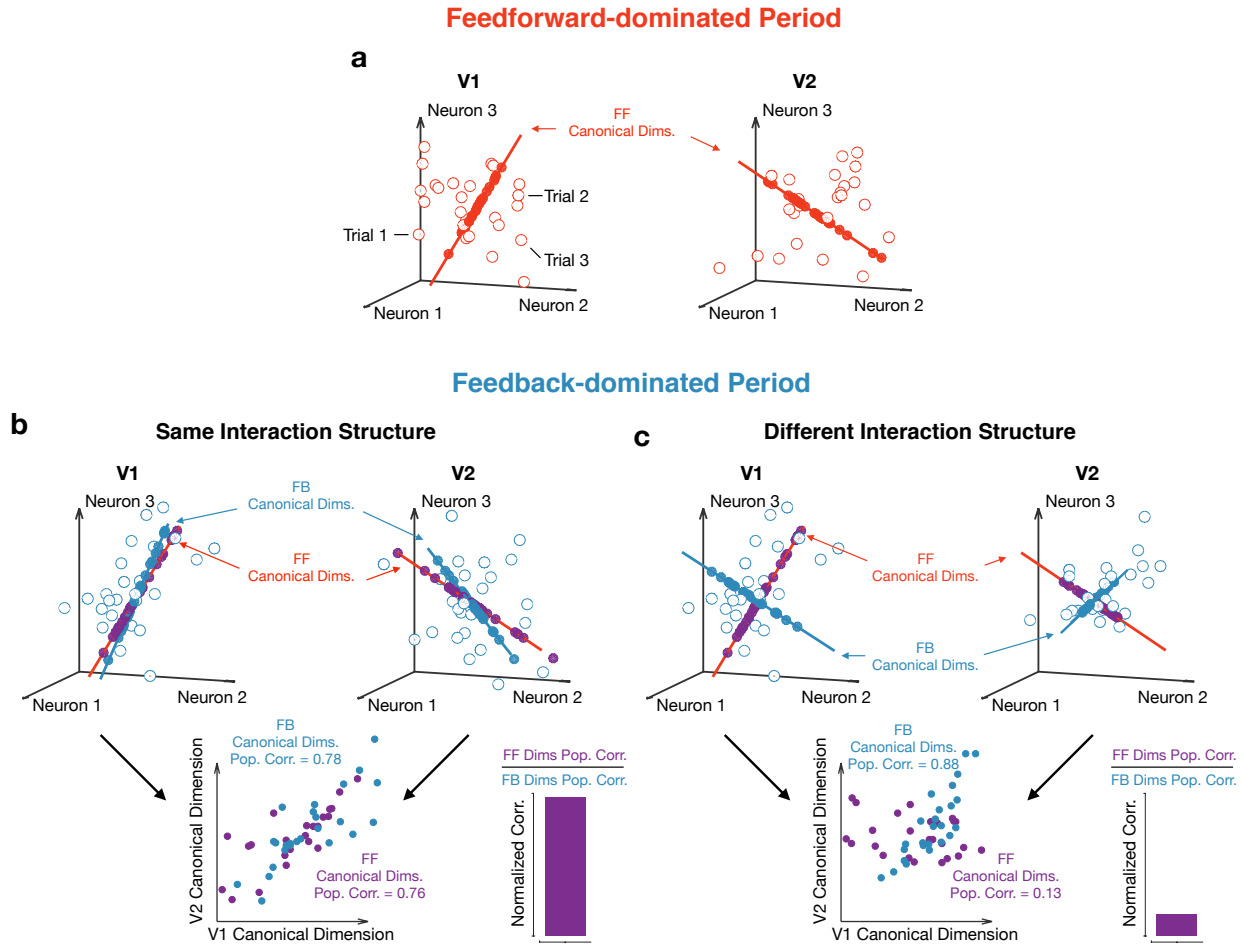 Feedforward-dominated Period
a
V1
V2
Neuron 3
FF
Canonical Dims.
Trial 2
Trial 1
Trial 3
Neuron 1
Neuron 2
Neuron 3
Neuron 1
Neuron 2
Feedback-dominated Period
b
Same Interaction Structure
V1
V2
Neuron 3
FB
Canonical Dims.
Neuron 3
FF
Canonical Dims.
Neuron 1
Neuron 2
Neuron 1
Neuron 2
FB
Canonical Dims.
Pop. Corr. = 0.78
FF
Canonical Dims.
Pop. Corr. = 0.76
V2 Canonical Dimension
V1 Canonical Dimension
FF Dims Pop. Corr.
FB Dims Pop. Corr.
Normalized Corr.
c
Different Interaction Structure
V1
V2
Neuron 3
Neuron 3
FF
Canonical Dims.
FB
Canonical Dims.
Neuron 1
Neuron 2
Neuron 1
Neuron 2
FB
Canonical Dims.
Pop. Corr. = 0.88
FF
Canonical Dims.
Pop. Corr. = 0.13
V2 Canonical Dimension
V1 Canonical Dimension
FF Dims Pop. Corr.
FB Dims Pop. Corr.
Normalized Corr.